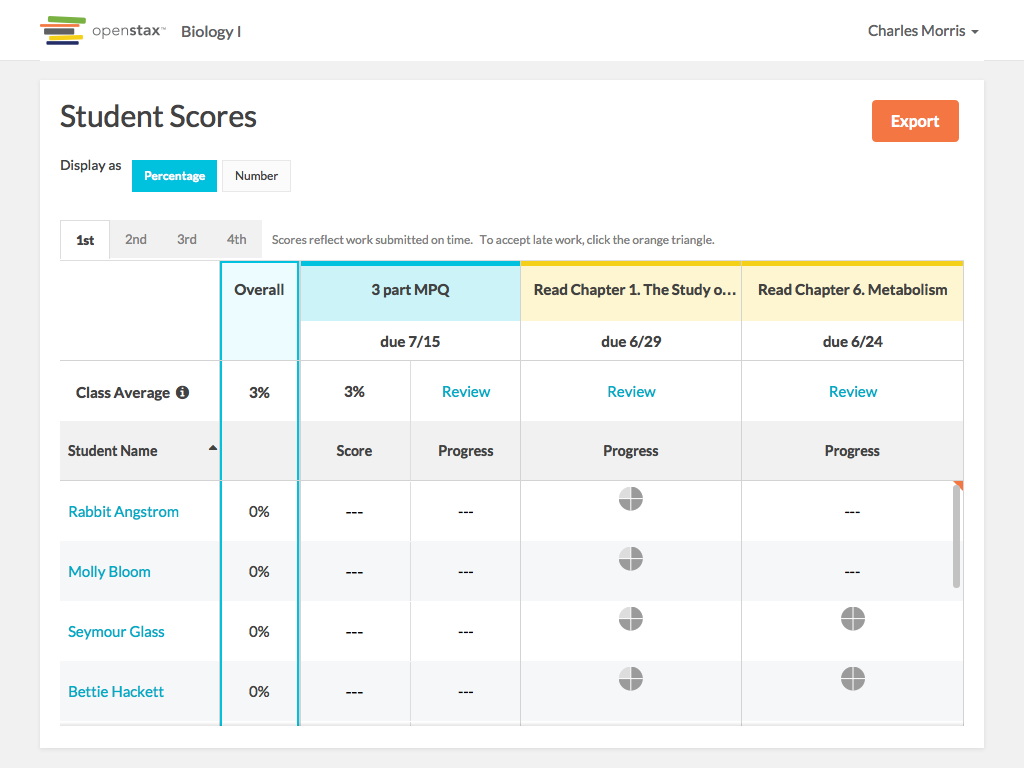 openstax™ Biology I Charles Morris
Student Scores
Export
Display as Percentage Number
1st 2nd 3rd 4th Scores reflect work submitted on time. To accept late work, click the orange triangle.
Overall 3 part MPQ Read Chapter 1. The Study o... Read Chapter 6. Metabolism
due 7/15 due 6/29 due 6/24
Class Average 3% 3% Review Review Review
Student Name Score Progress Progress Progress
Rabbit Angstrom 0% --- --- ---
Molly Bloom 0% --- --- ---
Seymour Glass 0% --- ---
Bettie Hackett 0% --- ---